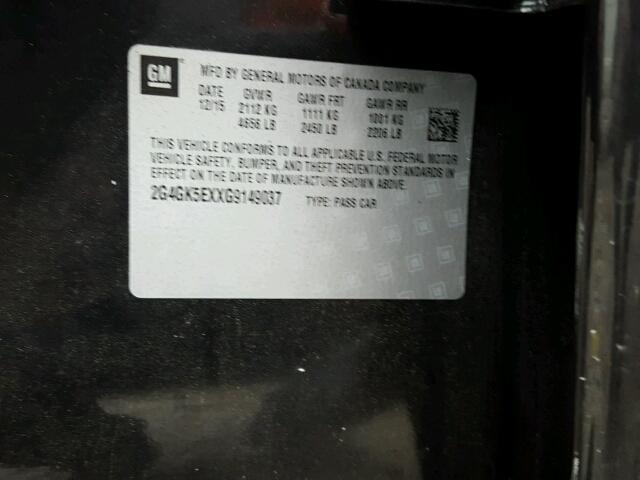 GM
MFD BY GENERAL MOTORS OF CANADA COMPANY
DATE GVWR GAWR FRT GAWR RR
12/15 2112 KG 1111 KG 1001 KG
4656 LB 2450 LB 2206 LB
THIS VEHICLE CONFORMS TO ALL APPLICABLE U.S. FEDERAL MOTOR
VEHICLE SAFETY, BUMPER, AND THEFT PREVENTION STANDARDS IN
EFFECT ON THE DATE OF MANUFACTURE SHOWN ABOVE.
2G4GK5EXXG9149037 TYPE: PASS CAR